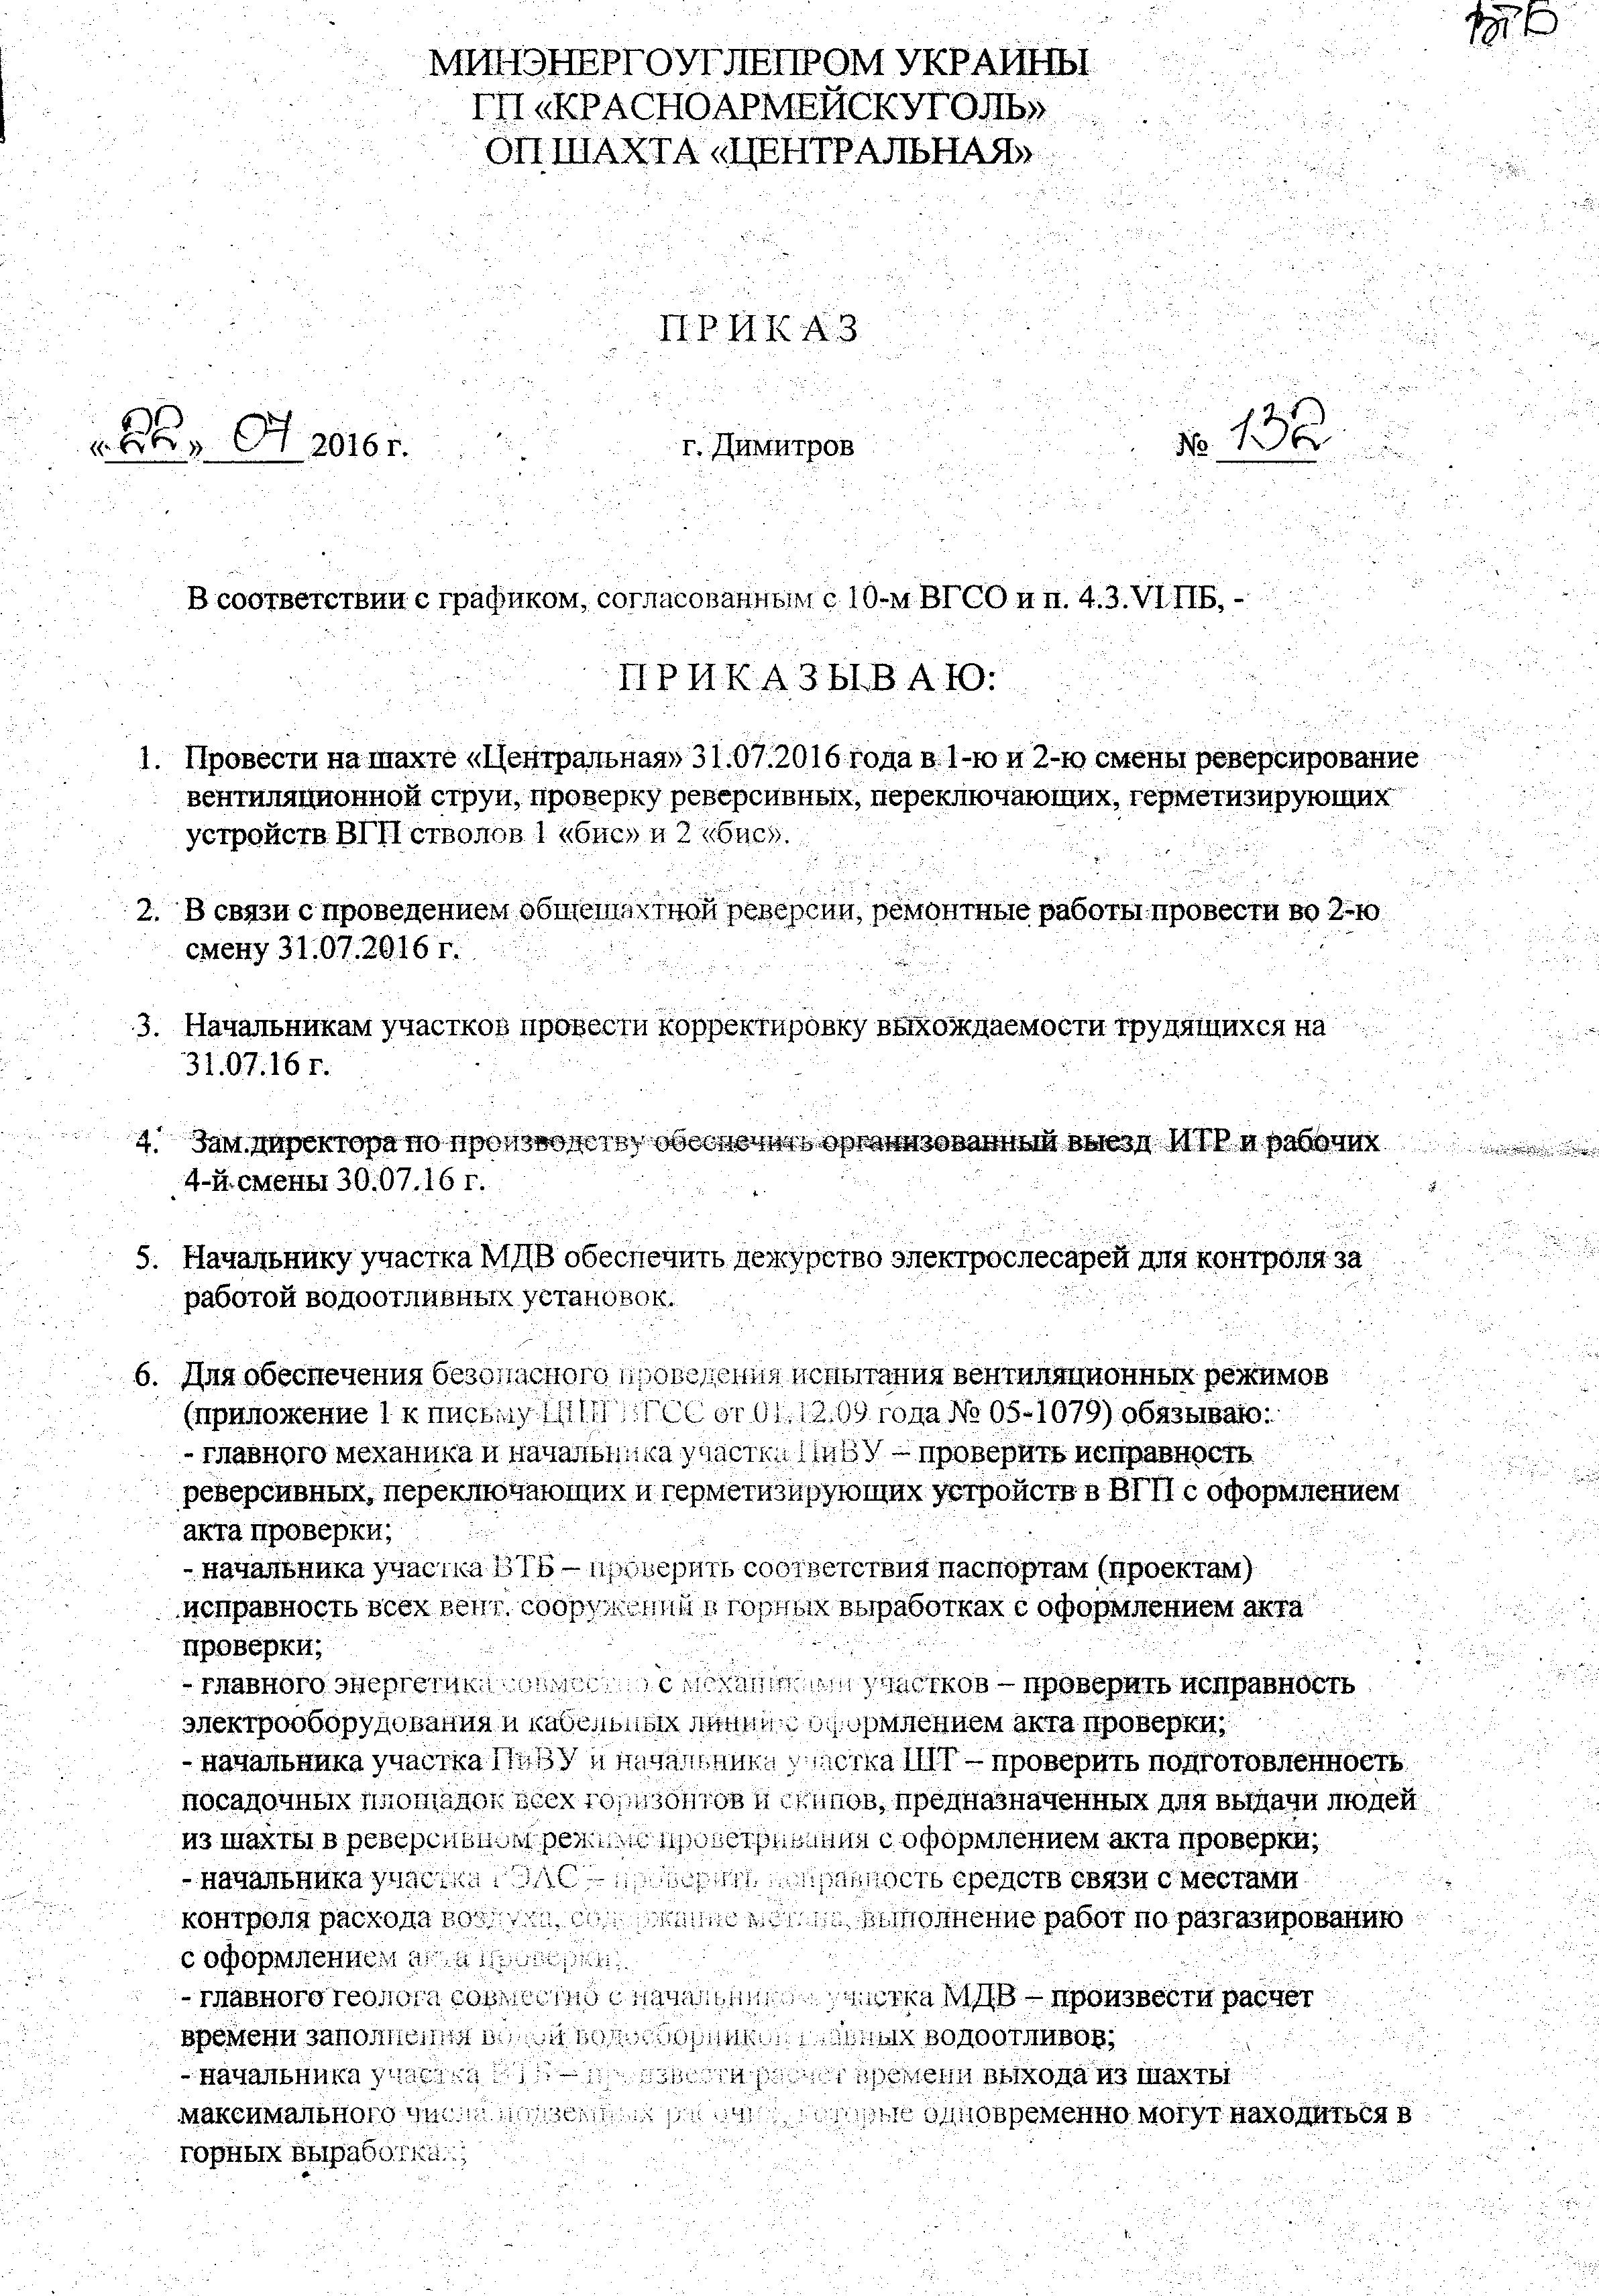 ВТБ
МИНЭНЕРГОУГЛЕПРОМ УКРАИНЫ
ГП «КРАСНОАРМЕЙСКУГОЛЬ»
ОП ШАХТА «ЦЕНТРАЛЬНАЯ»
П Р И К А З
«22» 07 2016 г. г. Димитров № 132
В соответствии с графиком, согласованным с 10-м ВГСО и п. 4.3.VI ПБ, -
П Р И К А З Ы В А Ю:
1. Провести на шахте «Центральная» 31.07.2016 года в 1-ю и 2-ю смены реверсирование
вентиляционной струи, проверку реверсивных, переключающих, герметизирующих
устройств ВГП стволов 1 «бис» и 2 «бис».
2. В связи с проведением общешахтной реверсии, ремонтные работы провести во 2-ю
смену 31.07.2016 г.
3. Начальникам участков провести корректировку выхождаемости трудящихся на
31.07.16 г.
4. Зам.директора по производству обеспечить организованный выезд ИТР и рабочих
4-й смены 30.07.16 г.
5. Начальнику участка МДВ обеспечить дежурство электрослесарей для контроля за
работой водоотливных установок.
6. Для обеспечения безопасного проведения испытания вентиляционных режимов
(приложение 1 к письму ЦШГВГСС от 01.12.09 года № 05-1079) обязываю:
- главного механика и начальника участка ПиВУ – проверить исправность
реверсивных, переключающих и герметизирующих устройств в ВГП с оформлением
акта проверки;
- начальника участка ВТБ – проверить соответствия паспортам (проектам)
исправность всех вент. сооружений в горных выработках с оформлением акта
проверки;
- главного энергетика совместно с механиками участков – проверить исправность
электрооборудования и кабельных линий с оформлением акта проверки;
- начальника участка ПиВУ и начальника участка ШТ – проверить подготовленность
посадочных площадок всех горизонтов и скипов, предназначенных для выдачи людей
из шахты в реверсивном режиме проветривания с оформлением акта проверки;
- начальника участка – проверить исправность средств связи с местами
контроля расхода воздуха, содержание метана, выполнение работ по разгазированию
с оформлением акта проверки;
- главного геолога совместно с начальником участка МДВ – произвести расчет
времени заполнения водой водосборников главных водоотливов;
- начальника участка ВТБ – произвести расчет времени выхода из шахты
максимального числа подземных рабочих, которые одновременно могут находиться в
горных выработках;